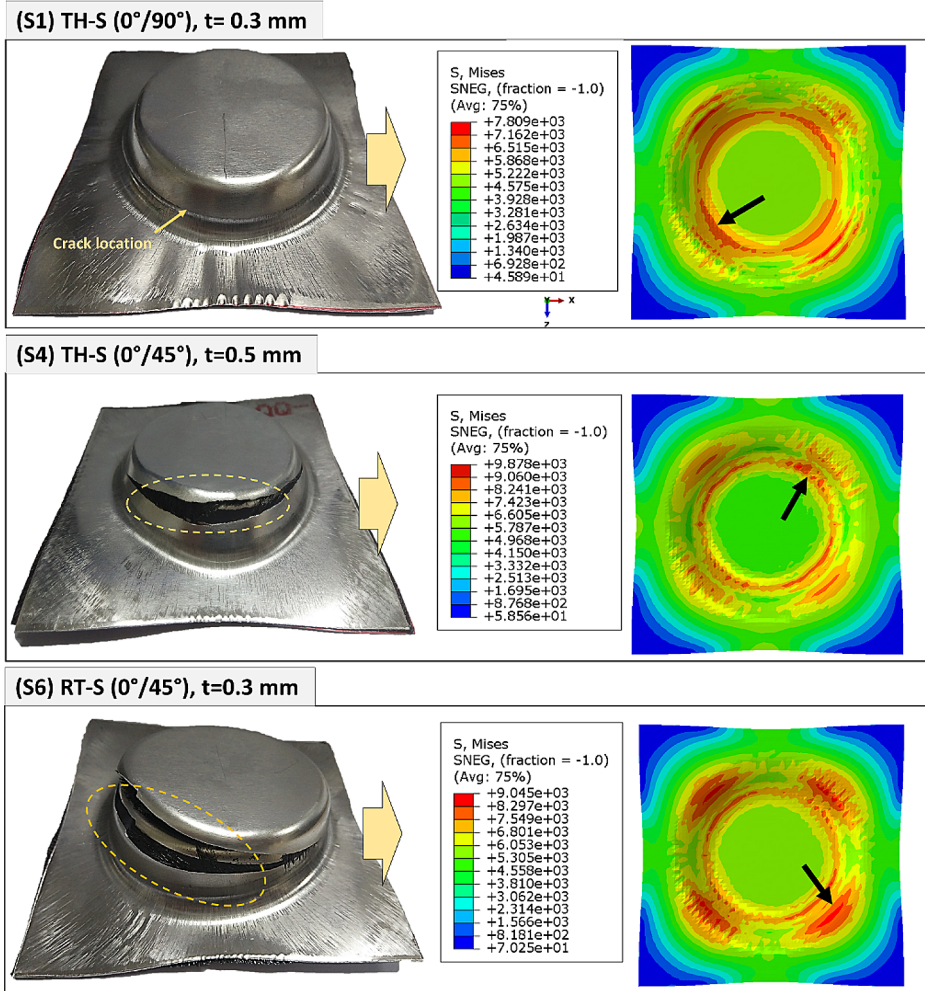 (S1) TH-S (0°/90°), t= 0.3 mm
Crack location
S, Mises
SNEG, (fraction = -1.0)
(Avg: 75%)
+7.809e+03
+7.162e+03
+6.515e+03
+5.868e+03
+5.222e+03
+4.575e+03
+3.928e+03
+3.281e+03
+2.634e+03
+1.987e+03
+1.340e+03
+6.928e+02
+4.589e+01
Y
X
Z
(S4) TH-S (0°/45°), t=0.5 mm
S, Mises
SNEG, (fraction = -1.0)
(Avg: 75%)
+9.878e+03
+9.060e+03
+8.241e+03
+7.423e+03
+6.605e+03
+5.787e+03
+4.968e+03
+4.150e+03
+3.332e+03
+2.513e+03
+1.695e+03
+8.768e+02
+5.856e+01
(S6) RT-S (0°/45°), t=0.3 mm
S, Mises
SNEG, (fraction = -1.0)
(Avg: 75%)
+9.045e+03
+8.297e+03
+7.549e+03
+6.801e+03
+6.053e+03
+5.305e+03
+4.558e+03
+3.810e+03
+3.062e+03
+2.314e+03
+1.566e+03
+8.181e+02
+7.025e+01